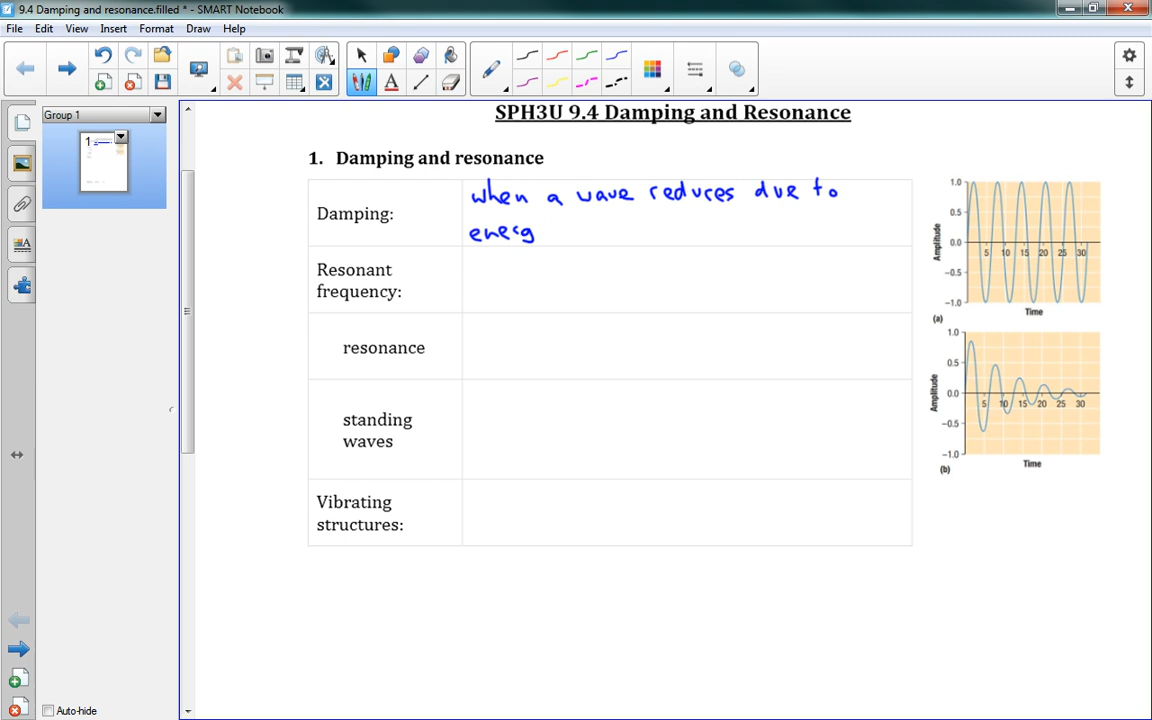 9.4 Damping and resonance.filled * - SMART Notebook
File Edit View Insert Format Draw Help
Group 1
1
SPH3U 9.4 Damping and Resonance
1. Damping and resonance
Damping:
when a wave reduces due to
energ
Resonant
frequency:
resonance
standing
waves
Vibrating
structures:
1.0
0.5
0.0
-0.5
-1.0
5 10 15 20 25 30
Amplitude
Time
(a)
1.0
0.5
0.0
-0.5
-1.0
5 10 15 20 25 30
Amplitude
Time
(b)
Auto-hide